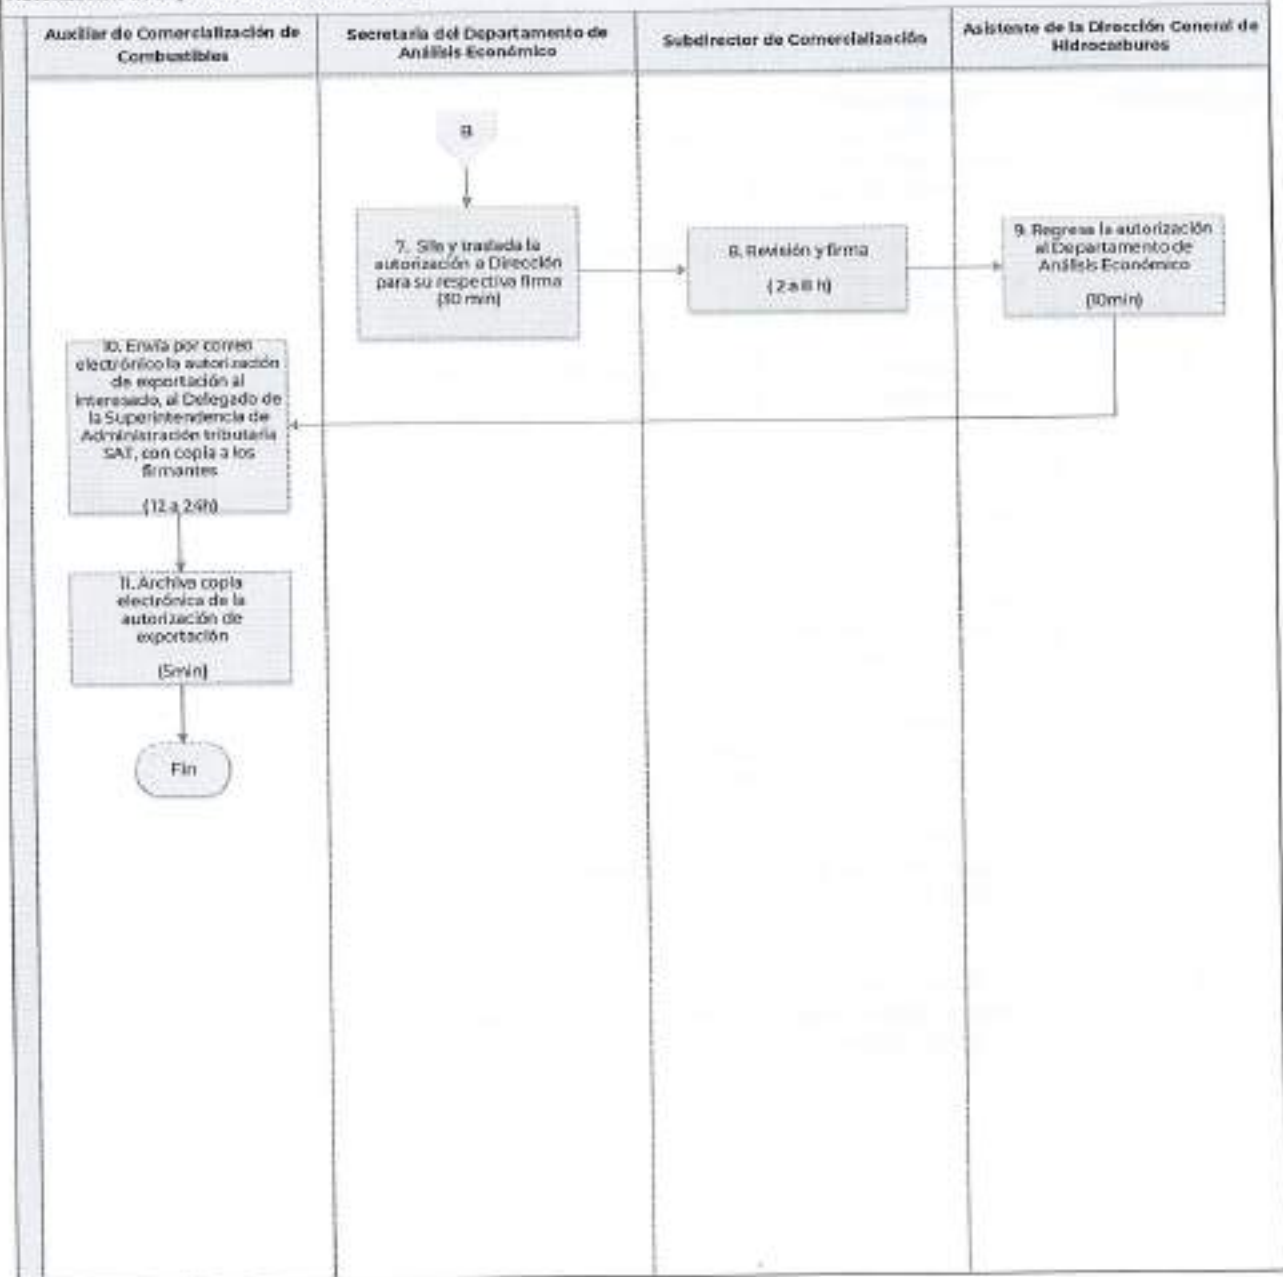 Auxiliar de Comercialización de
Combustibles
Secretaria del Departamento de
Análisis Económico
Subdirector de Comercialización
Asistente de la Dirección General de
Hidrocarburos
B
7. Silo y traslada la
autorización a Dirección
para su respectiva firma
(30 min)
8. Revisión y firma
(2 a 8 h)
9. Regresa la autorización
al Departamento de
Análisis Económico
(10min)
10. Envía por correo
electrónico la autorización
de exportación al
interesado, al Delegado de
la Superintendencia de
Administración tributaria
SAT, con copia a los
firmantes
(12 a 24h)
11. Archiva copia
electrónica de la
autorización de
exportación
(5min)
Fin